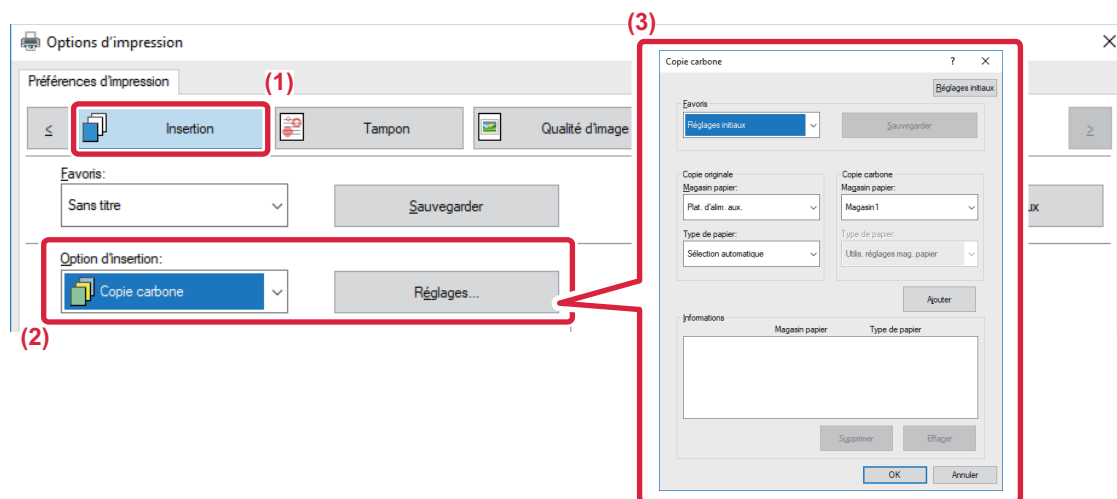 (3)
Options d'impression
Préférences d'impression
(1)
<
Insertion
Tampon
Qualité d'image
>
Favoris:
Sans titre
Sauvegarder
ux
Option d'insertion:
Copie carbone
Réglages...
(2)
Copie carbone
?
Réglages initiaux
Favoris
Réglages initiaux
Sauvegarder
Copie originale
Magasin papier:
Plat. d'alim. aux.
Type de papier:
Sélection automatique
Copie carbone
Magasin papier:
Magasin1
Type de papier:
Utilis. réglages mag. papier
Ajouter
Informations
Magasin papier Type de papier
Supprimer
Effacer
OK
Annuler